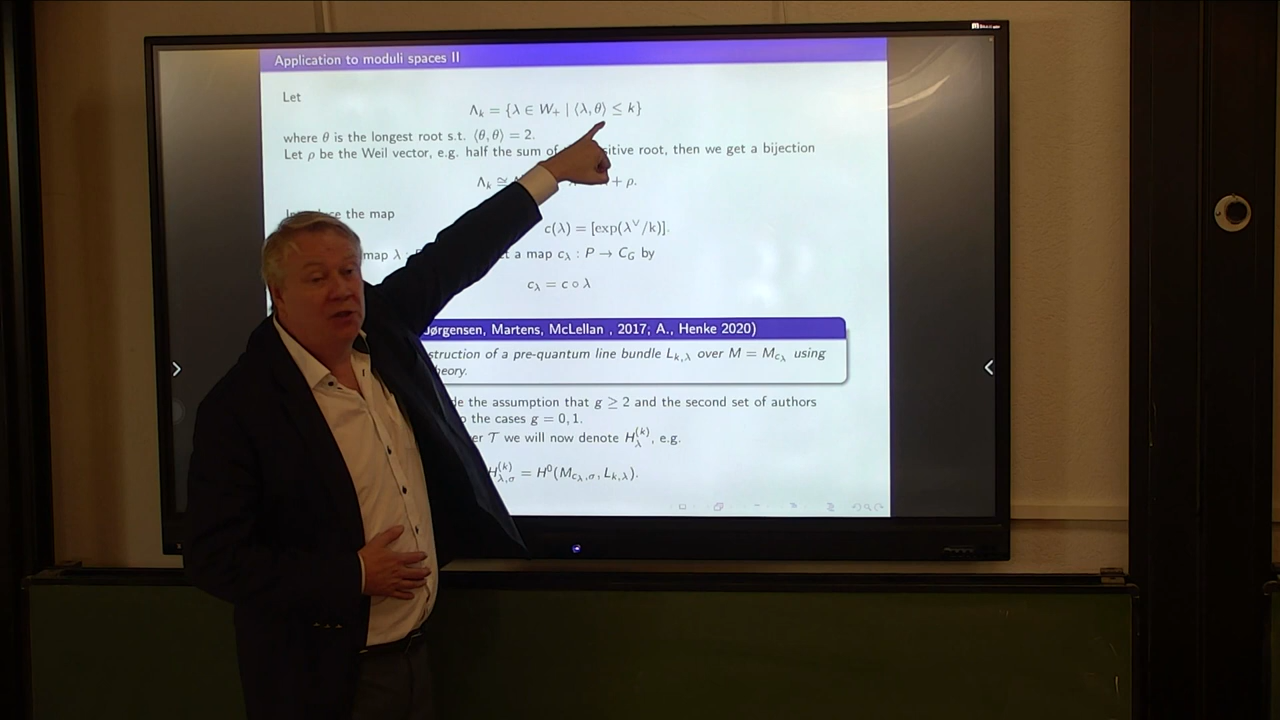 Application to moduli spaces II
Let
Λₖ = {λ ∈ W₊ | ⟨λ, θ⟩ ≤ k}
where θ is the longest root s.t. ⟨θ, θ⟩ = 2.
Let ρ be the Weil vector, e.g. half the sum of sitive root, then we get a bijection
Λₖ ≅ + ρ.
the map
c(λ) = [exp(λ^∨/k)].
map λ : a map c_λ : P → C_G by
c_λ = c ∘ λ
Jørgensen, Martens, McLellan , 2017; A., Henke 2020)
struction of a pre-quantum line bundle L_{k,λ} over M = M_{c_λ} using
heory.
de the assumption that g ≥ 2 and the second set of authors
o the cases g = 0, 1.
er 𝒯 we will now denote H_λ^{(k)}, e.g.
H_{λ,σ}^{(k)} = H⁰(M_{c_λ,σ}, L_{k,λ}).